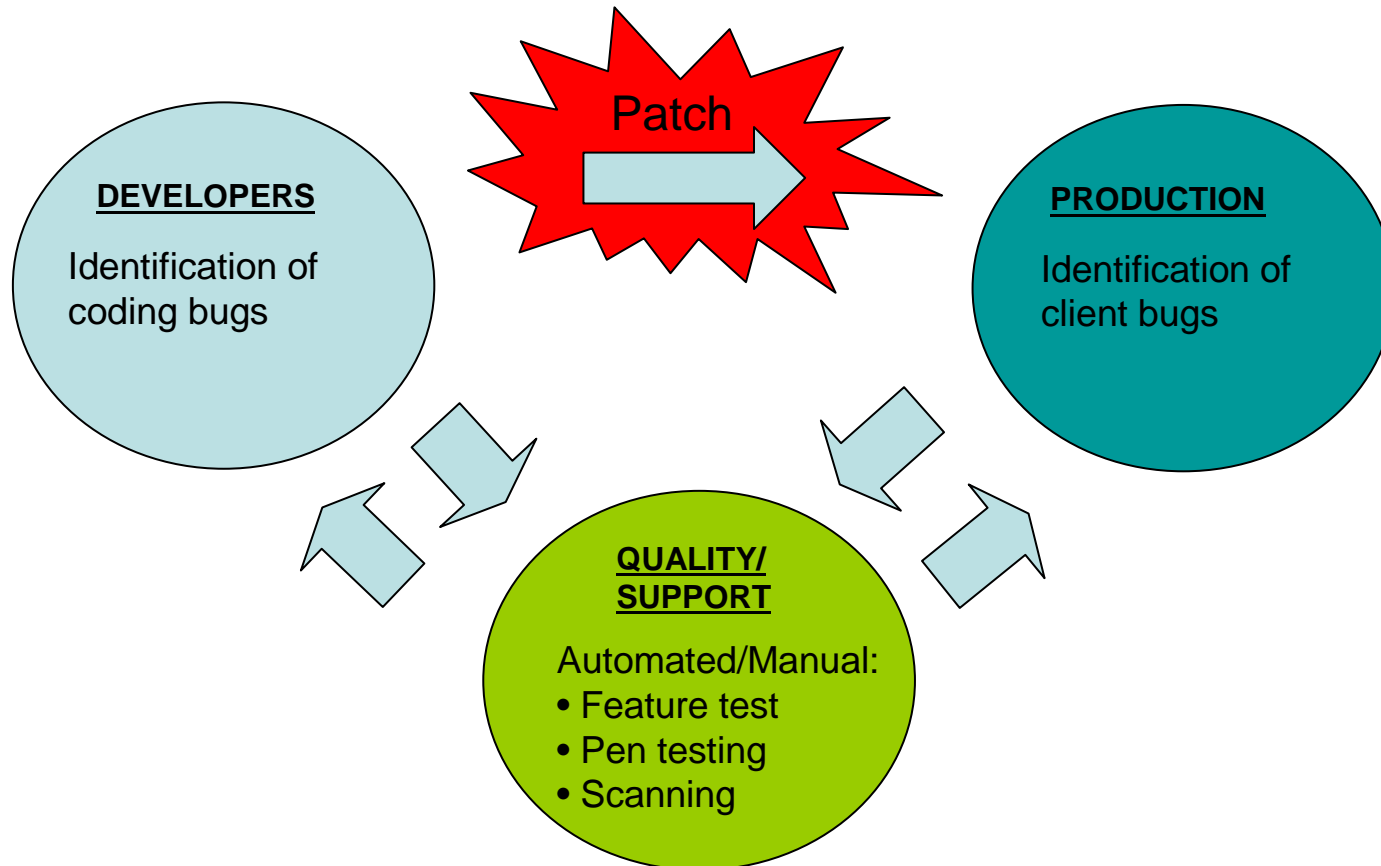 Patch
DEVELOPERS
Identification of
coding bugs
PRODUCTION
Identification of
client bugs
QUALITY/
SUPPORT
Automated/Manual:
• Feature test
• Pen testing
• Scanning